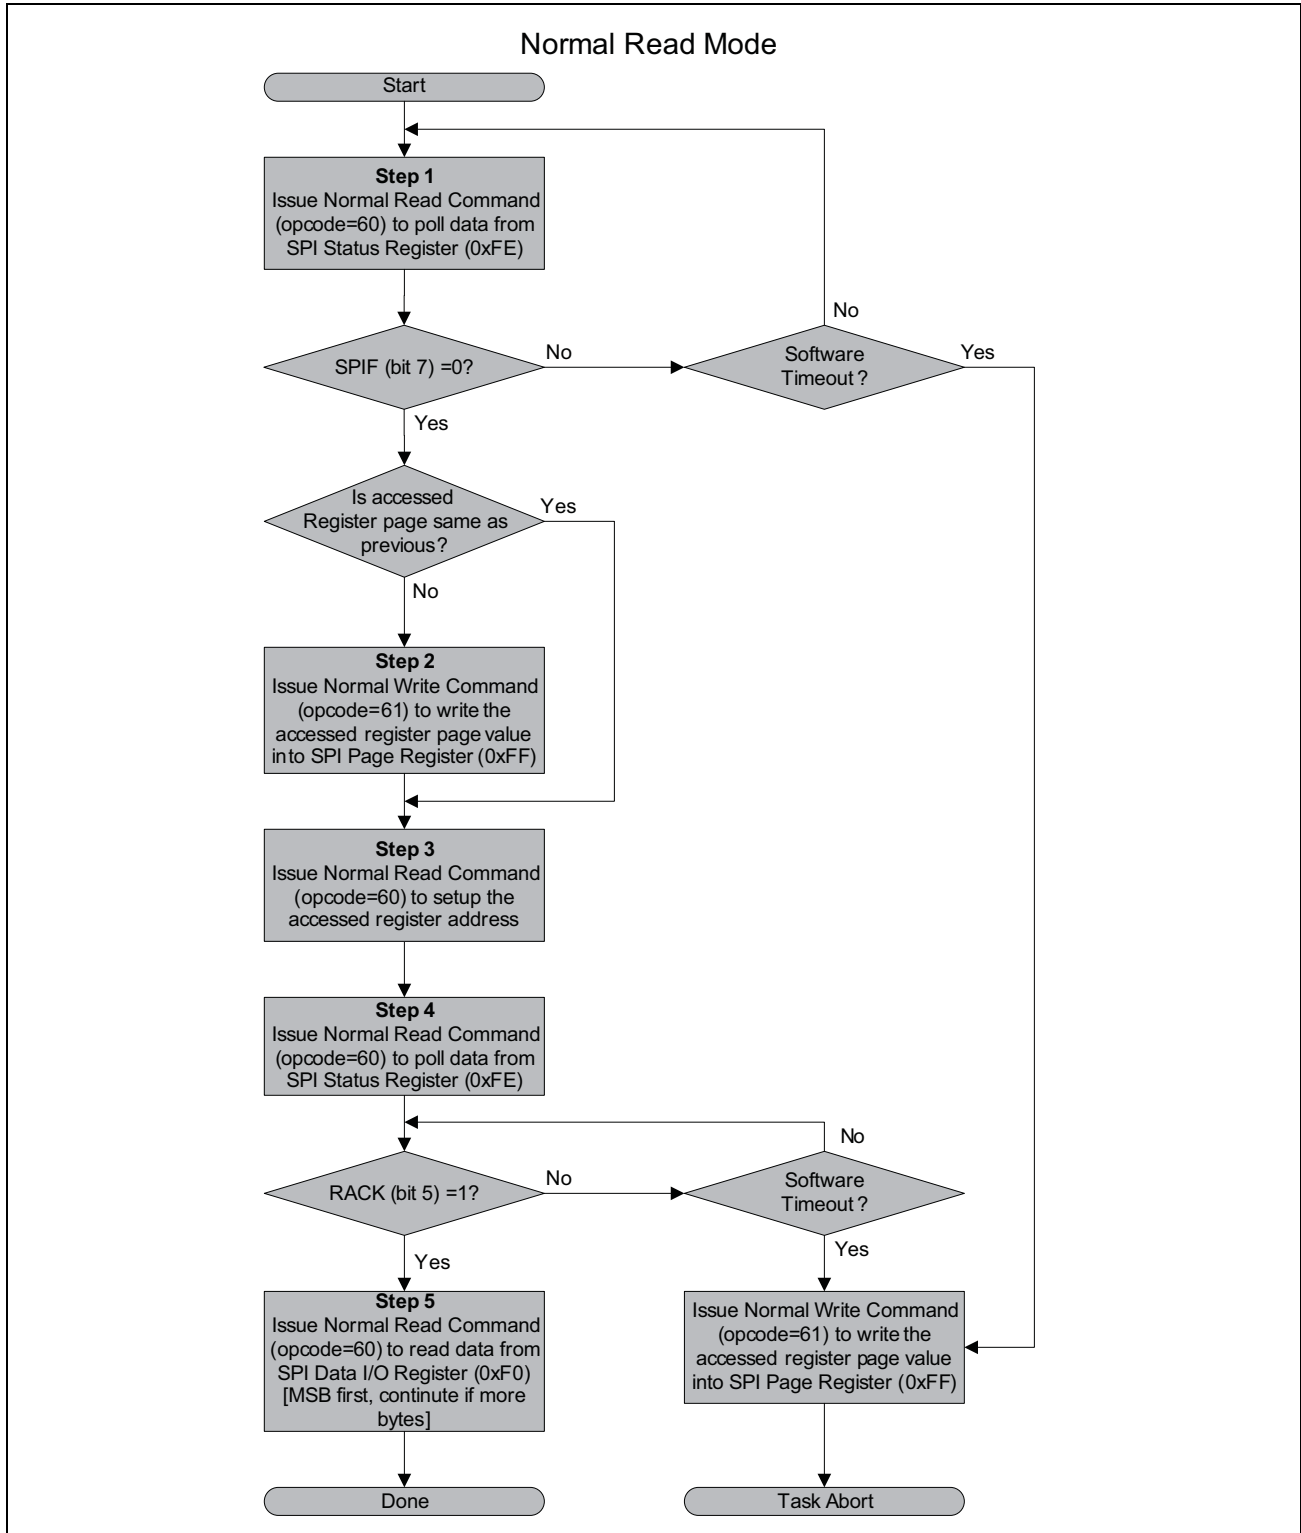 Normal Read Mode
Start
Step 1
Issue Normal Read Command
(opcode=60) to poll data from
SPI Status Register (0xFE)
No
SPIF (bit 7) =0?
No
Software
Timeout?
Yes
Yes
Is accessed
Register page same as
previous?
Yes
No
Step 2
Issue Normal Write Command
(opcode=61) to write the
accessed register page value
into SPI Page Register (0xFF)
Step 3
Issue Normal Read Command
(opcode=60) to setup the
accessed register address
Step 4
Issue Normal Read Command
(opcode=60) to poll data from
SPI Status Register (0xFE)
No
RACK (bit 5) =1?
No
Software
Timeout?
Yes
Yes
Step 5
Issue Normal Read Command
(opcode=60) to read data from
SPI Data I/O Register (0xF0)
[MSB first, continute if more
bytes]
Issue Normal Write Command
(opcode=61) to write the
accessed register page value
into SPI Page Register (0xFF)
Done
Task Abort